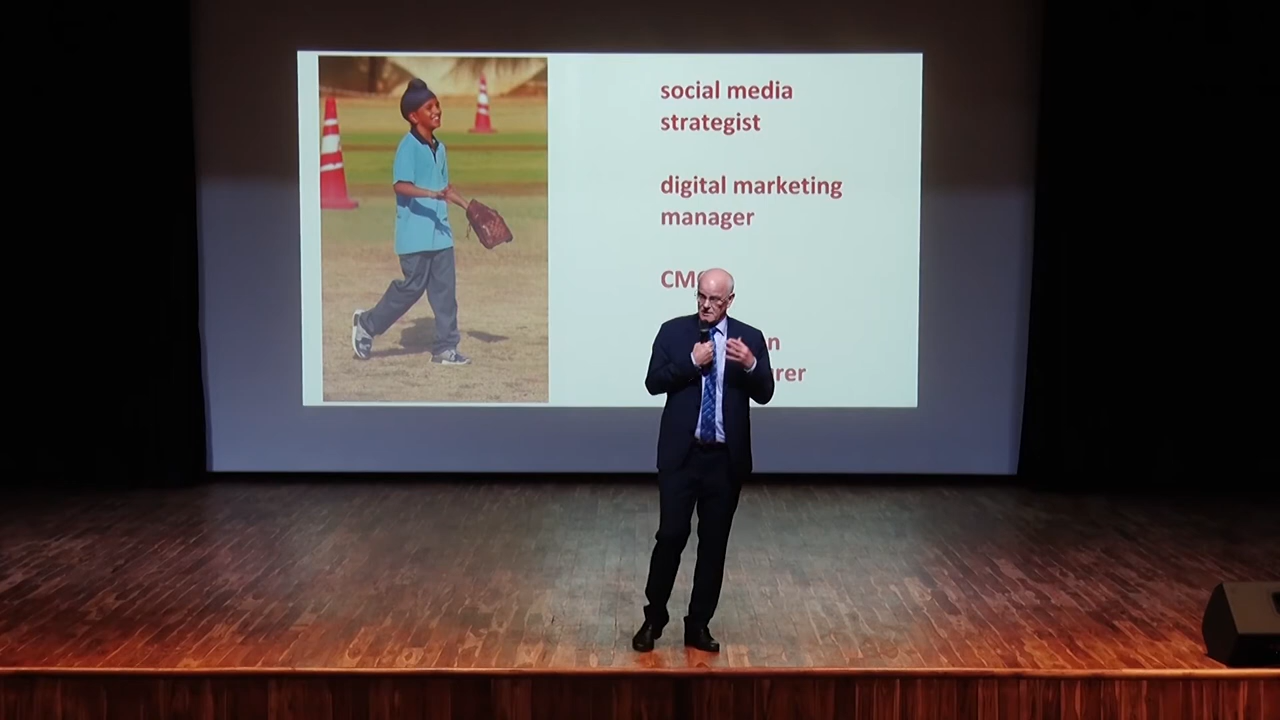 social media
strategist
digital marketing
manager